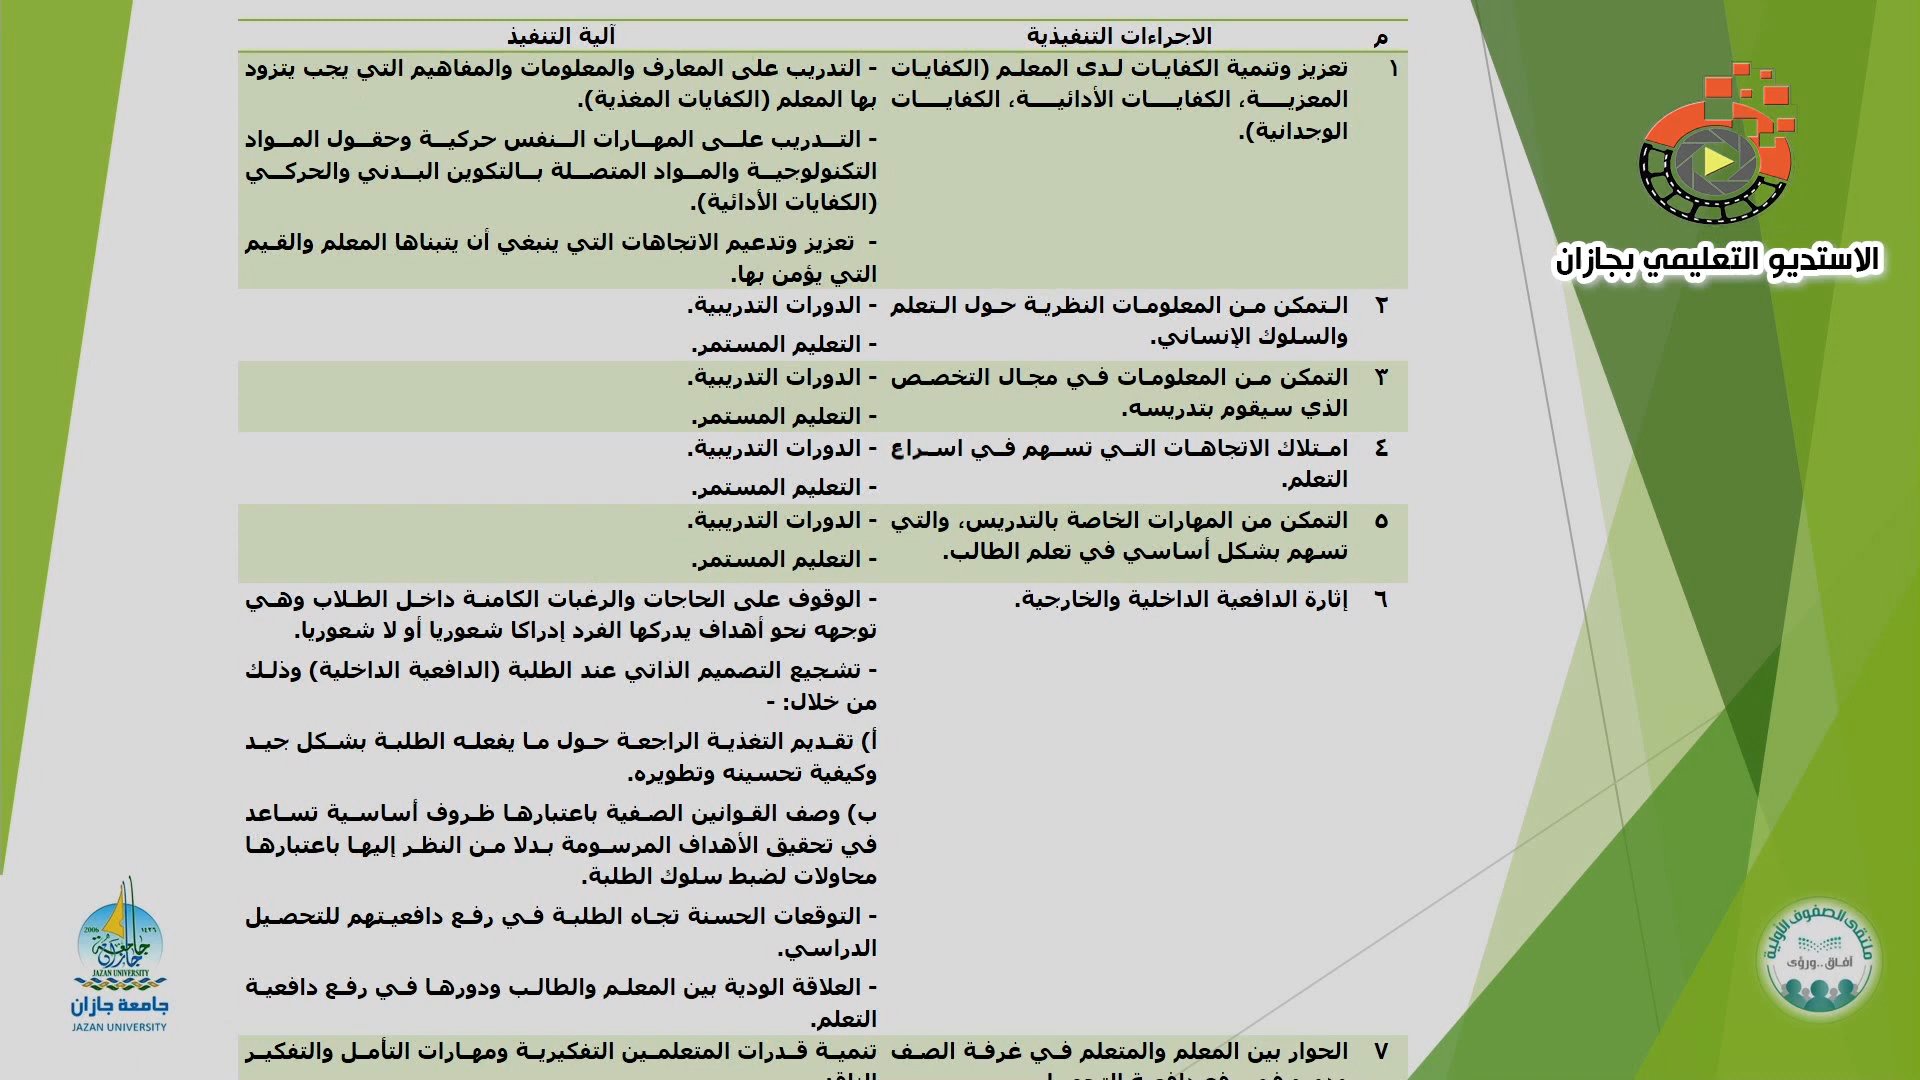 م الاجراءات التنفيذية آلية التنفيذ
١ تعزيز وتنمية الكفايات لدى المعلم (الكفايات
المعزية، الكفايات الأدائية، الكفايات
الوجدانية).
- التدريب على المعارف والمعلومات والمفاهيم التي يجب يتزود
بها المعلم (الكفايات المغذية).
- التدريب على المهارات النفس حركية وحقول المواد
التكنولوجية والمواد المتصلة بالتكوين البدني والحركي
(الكفايات الأدائية).
- تعزيز وتدعيم الاتجاهات التي ينبغي أن يتبناها المعلم والقيم
التي يؤمن بها.
٢ التمكن من المعلومات النظرية حول التعلم
والسلوك الإنساني.
- الدورات التدريبية.
- التعليم المستمر.
٣ التمكن من المعلومات في مجال التخصص
الذي سيقوم بتدريسه.
- الدورات التدريبية.
- التعليم المستمر.
٤ امتلاك الاتجاهات التي تسهم في اسراع
التعلم.
- الدورات التدريبية.
- التعليم المستمر.
٥ التمكن من المهارات الخاصة بالتدريس، والتي
تسهم بشكل أساسي في تعلم الطالب.
- الدورات التدريبية.
- التعليم المستمر.
٦ إثارة الدافعية الداخلية والخارجية.
- الوقوف على الحاجات والرغبات الكامنة داخل الطلاب وهي
توجهه نحو أهداف يدركها الفرد إدراكا شعوريا أو لا شعوريا.
- تشجيع التصميم الذاتي عند الطلبة (الدافعية الداخلية) وذلك
من خلال: -
أ) تقديم التغذية الراجعة حول ما يفعله الطلبة بشكل جيد
وكيفية تحسينه وتطويره.
ب) وصف القوانين الصفية باعتبارها ظروف أساسية تساعد
في تحقيق الأهداف المرسومة بدلا من النظر إليها باعتبارها
محاولات لضبط سلوك الطلبة.
- التوقعات الحسنة تجاه الطلبة في رفع دافعيتهم للتحصيل
الدراسي.
- العلاقة الودية بين المعلم والطالب ودورها في رفع دافعية
التعلم.
٧ الحوار بين المعلم والمتعلم في غرفة الصف
تنمية قدرات المتعلمين التفكيرية ومهارات التأمل والتفكير
الاستديو التعليمي بجازان
2006 ١٤٢٦
جامعة جازان
JAZAN UNIVERSITY
جامعة جازان
JAZAN UNIVERSITY
ملتقى الصفوف الأولية
آفاق..ورؤى